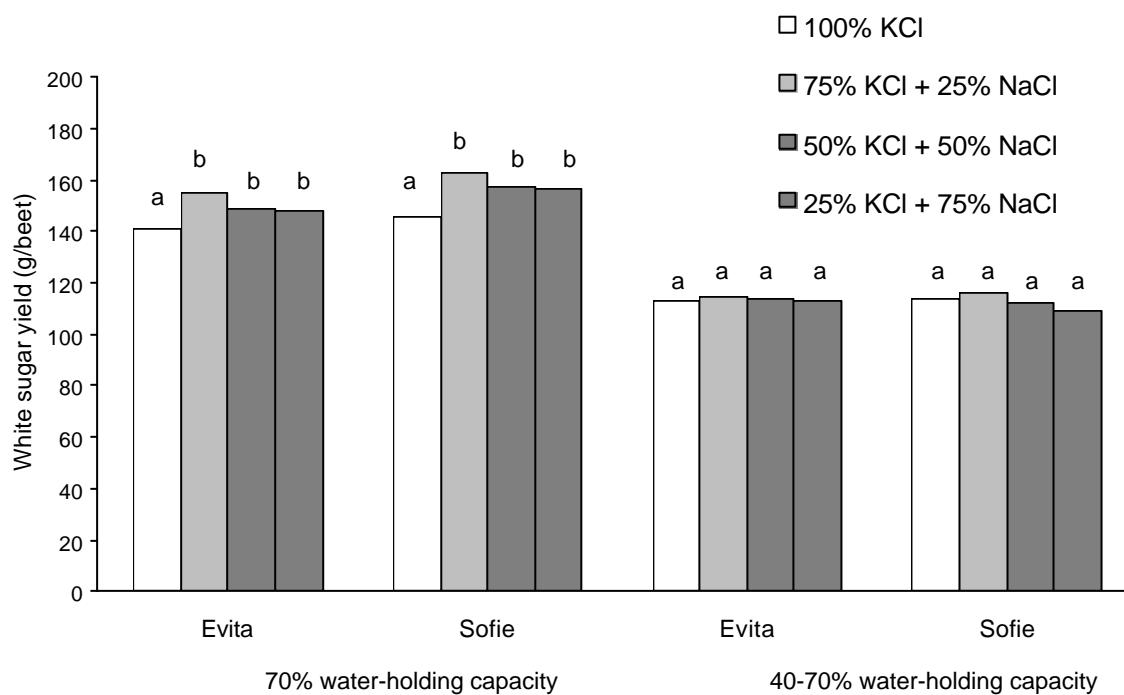 100% KCl
75% KCl + 25% NaCl
50% KCl + 50% NaCl
25% KCl + 75% NaCl
White sugar yield (g/beet)
200
180
160
140
120
100
80
60
40
20
0
a b b b a b b b a a a a a a a a
Evita Sofie Evita Sofie
70% water-holding capacity 40-70% water-holding capacity